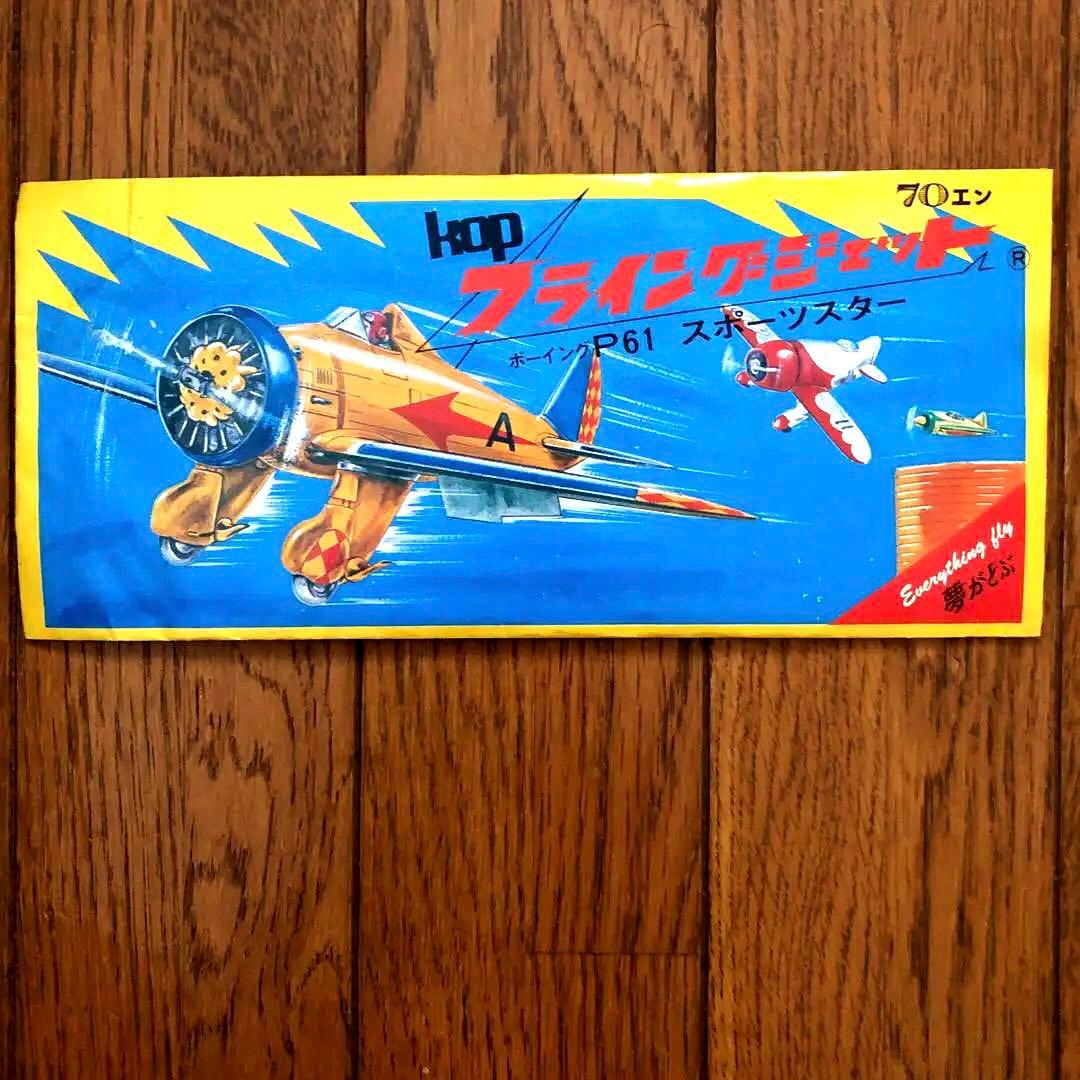 70エン
kop
フライングジェット®
ボーイングP61 スポーツスター
A
Everything fly
夢がとぶ